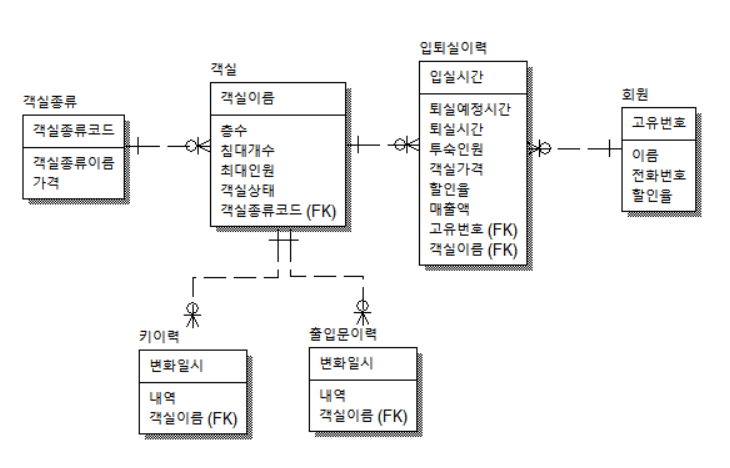 객실종류
객실종류코드
객실종류이름
가격
객실
객실이름
층수
침대개수
최대인원
객실상태
객실종류코드 (FK)
입퇴실이력
입실시간
퇴실예정시간
퇴실시간
투숙인원
객실가격
할인율
매출액
고유번호 (FK)
객실이름 (FK)
회원
고유번호
이름
전화번호
할인율
키이력
변화일시
내역
객실이름 (FK)
출입문이력
변화일시
내역
객실이름 (FK)